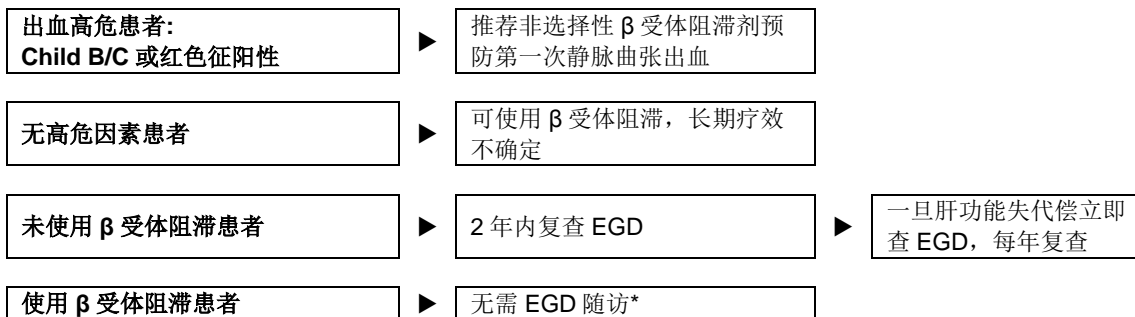 出血高危患者:
Child B/C 或红色征阳性
▶
推荐非选择性 β 受体阻滞剂预
防第一次静脉曲张出血
无高危因素患者
▶
可使用 β 受体阻滞，长期疗效
不确定
未使用 β 受体阻滞患者
▶
2 年内复查 EGD
▶
一旦肝功能失代偿立即
查 EGD，每年复查
使用 β 受体阻滞患者
▶
无需 EGD 随访*